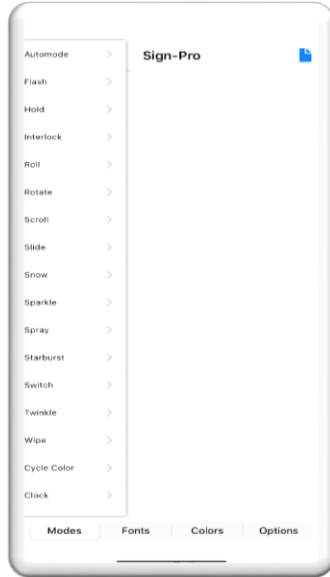 Automode
Sign-Pro
Flash
Hold
Interlock
Roll
Rotate
Scroll
Slide
Snow
Sparkle
Spray
Starburst
Switch
Twinkle
Wipe
Cycle Color
Clock
Modes Fonts Colors Options